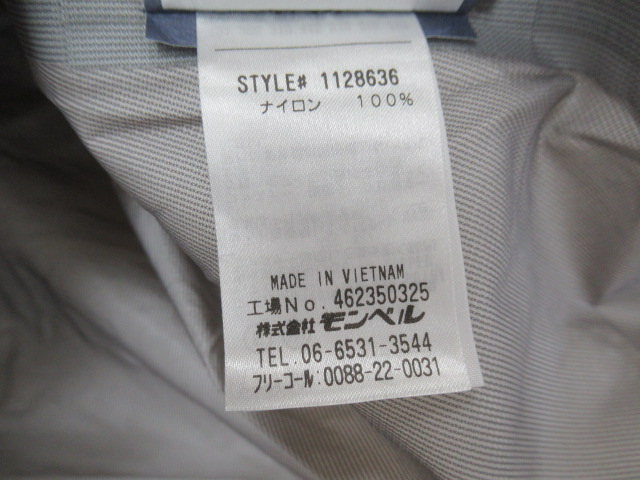 STYLE# 1128636
ナイロン 100%
MADE IN VIETNAM
工場No. 462350325
株式会社 モンベル
TEL. 06-6531-3544
フリーコール:0088-22-0031